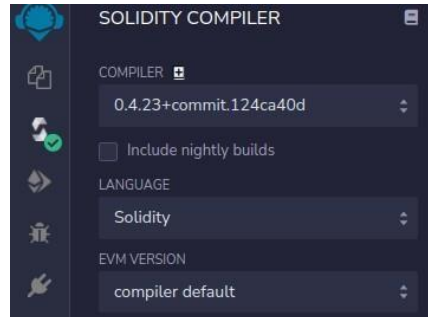 SOLIDITY COMPILER
COMPILER
0.4.23+commit.124ca40d
Include nightly builds
LANGUAGE
Solidity
EVM VERSION
compiler default